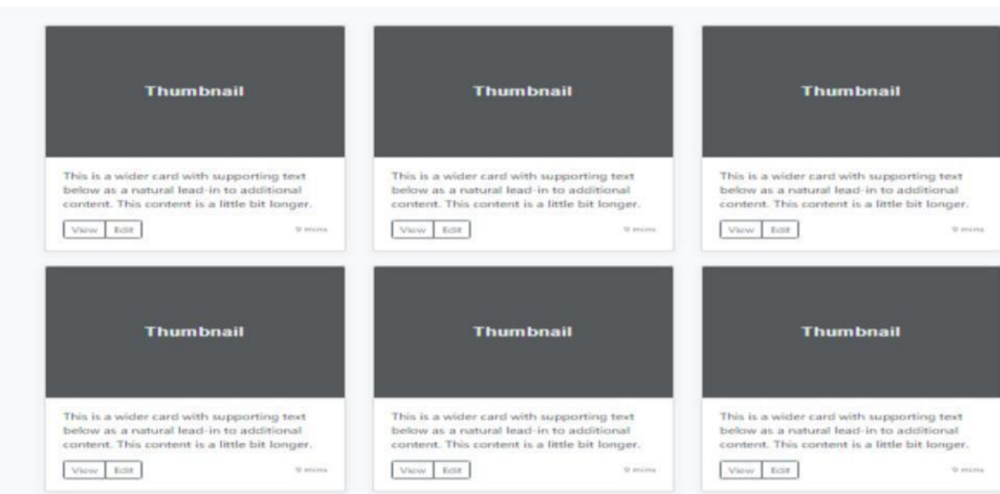 Thumbnail
Thumbnail
Thumbnail
This is a wider card with supporting text
below as a natural lead-in to additional
content. This content is a little bit longer.
View Edit 9 mins
This is a wider card with supporting text
below as a natural lead-in to additional
content. This content is a little bit longer.
View Edit 9 mins
This is a wider card with supporting text
below as a natural lead-in to additional
content. This content is a little bit longer.
View Edit 9 mins
Thumbnail
Thumbnail
Thumbnail
This is a wider card with supporting text
below as a natural lead-in to additional
content. This content is a little bit longer.
View Edit 9 mins
This is a wider card with supporting text
below as a natural lead-in to additional
content. This content is a little bit longer.
View Edit 9 mins
This is a wider card with supporting text
below as a natural lead-in to additional
content. This content is a little bit longer.
View Edit 9 mins